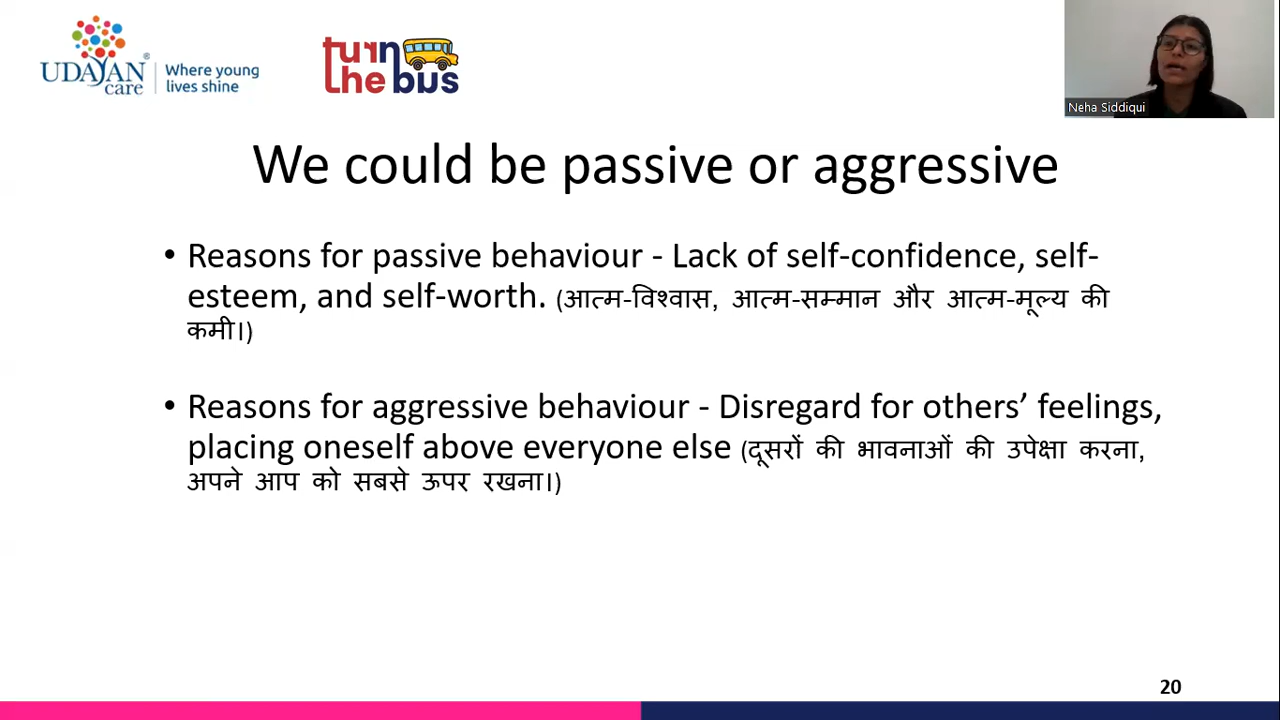 UDAYAN care
Where young
lives shine
turn
the bus
Neha Siddiqui
We could be passive or aggressive
• Reasons for passive behaviour - Lack of self-confidence, self-
esteem, and self-worth. (आत्म-विश्वास, आत्म-सम्मान और आत्म-मूल्य की
कमी।)
• Reasons for aggressive behaviour - Disregard for others’ feelings,
placing oneself above everyone else (दूसरों की भावनाओं की उपेक्षा करना,
अपने आप को सबसे ऊपर रखना।)
20